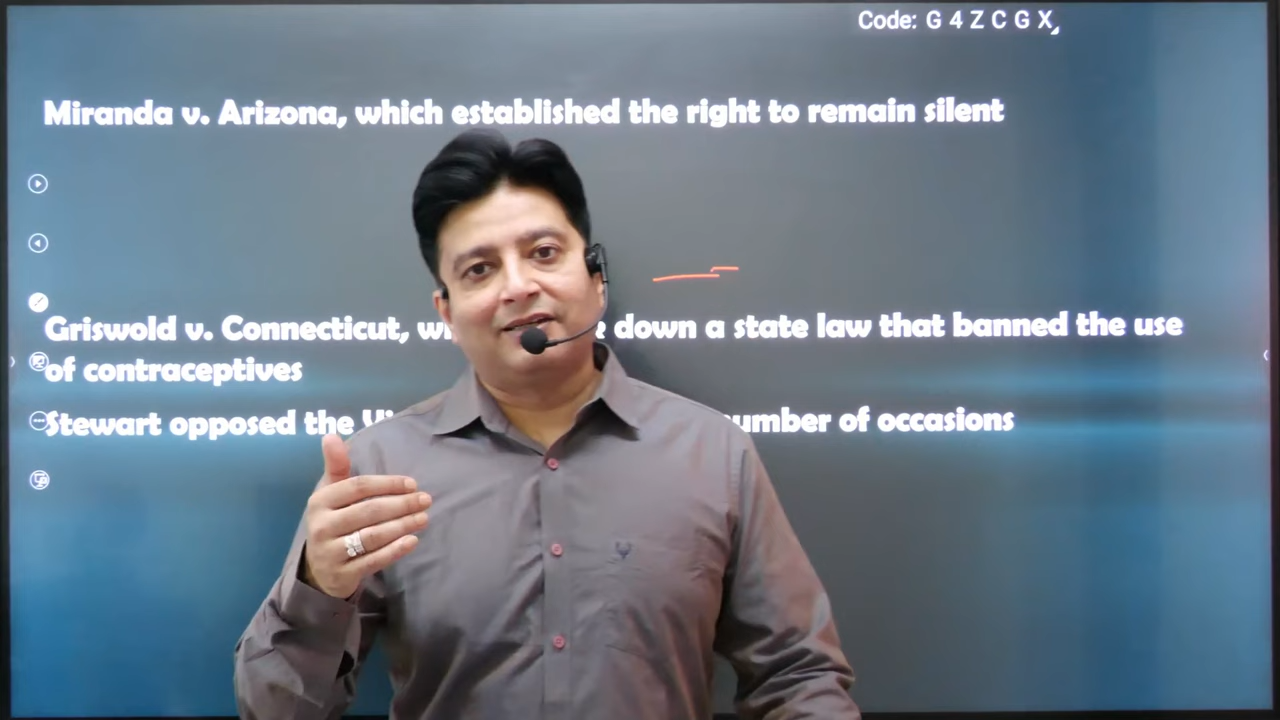 Code: G 4 Z C G X
Miranda v. Arizona, which established the right to remain silent
Griswold v. Connecticut, down a state law that banned the use
of contraceptives
Stewart opposed the of occasions